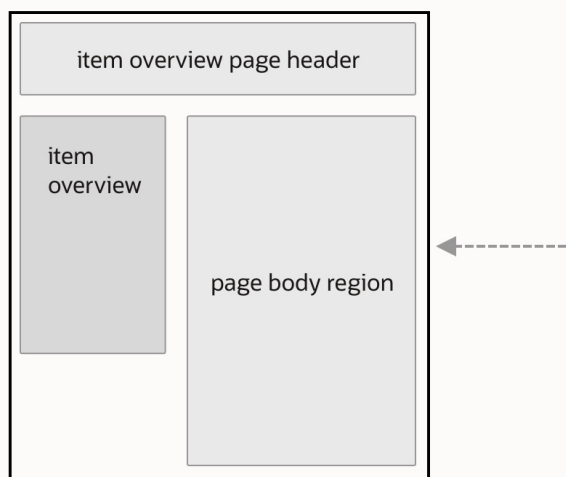 item overview page header
item
overview
page body region